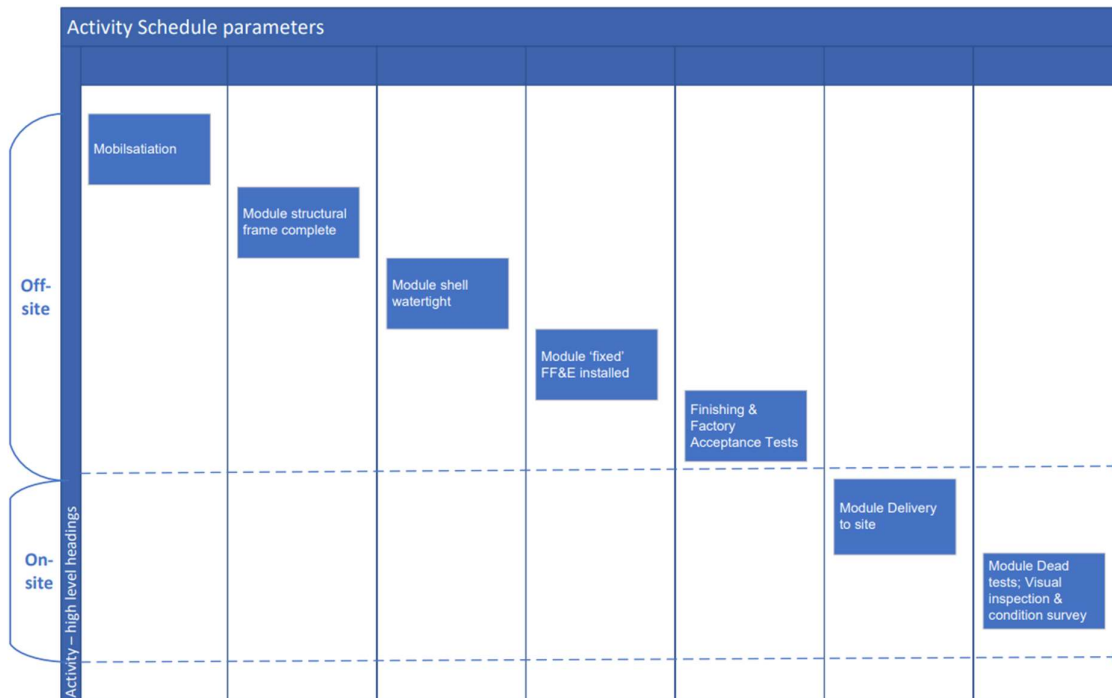 Activity Schedule parameters
Mobilsatiation
Module structural
frame complete
Module shell
watertight
Off-
site
Module ‘fixed’
FF&E installed
Finishing &
Factory
Acceptance Tests
Module Delivery
to site
On-
site
Module Dead
tests; Visual
inspection &
condition survey
Activity – high level headings